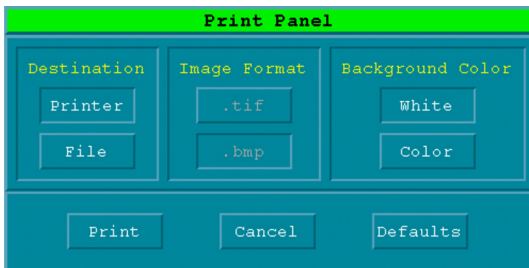 Print Panel
Destination Image Format Background Color
Printer .tif White
File .bmp Color
Print Cancel Defaults